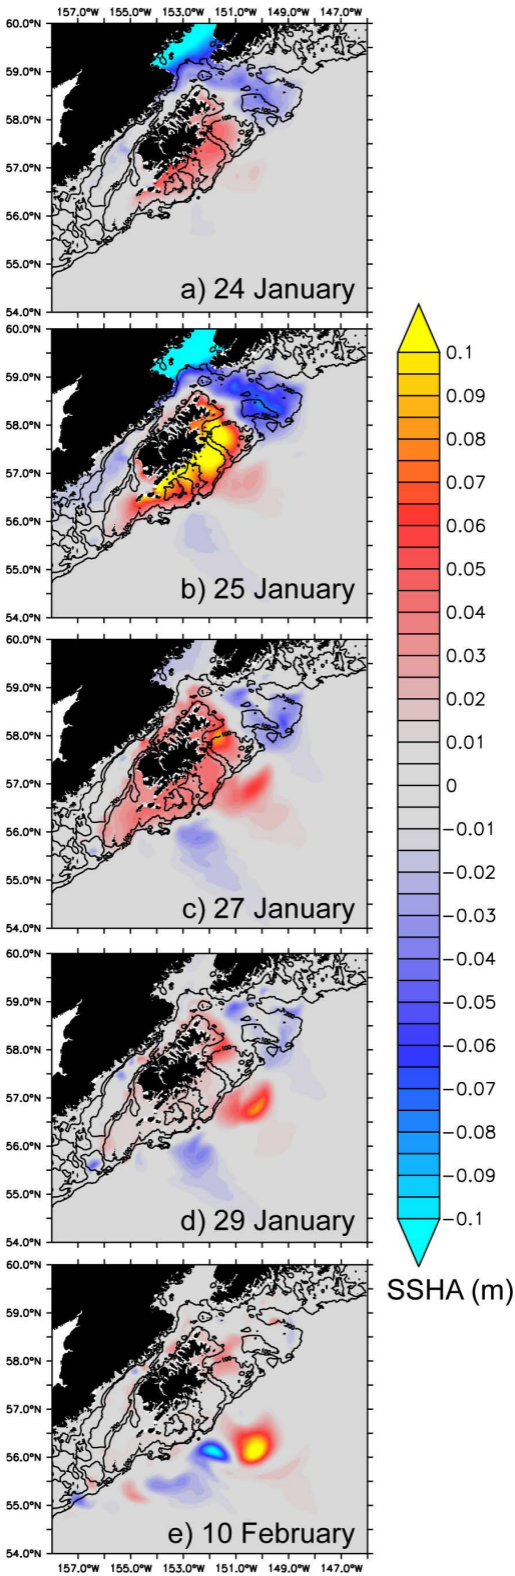 157.0°W 155.0°W 153.0°W 151.0°W 149.0°W 147.0°W
60.0°N
59.0°N
58.0°N
57.0°N
56.0°N
55.0°N
54.0°N
a) 24 January
60.0°N
59.0°N
58.0°N
57.0°N
56.0°N
55.0°N
54.0°N
b) 25 January
60.0°N
59.0°N
58.0°N
57.0°N
56.0°N
55.0°N
54.0°N
c) 27 January
60.0°N
59.0°N
58.0°N
57.0°N
56.0°N
55.0°N
54.0°N
d) 29 January
60.0°N
59.0°N
58.0°N
57.0°N
56.0°N
55.0°N
54.0°N
e) 10 February
157.0°W 155.0°W 153.0°W 151.0°W 149.0°W 147.0°W
0.1
0.09
0.08
0.07
0.06
0.05
0.04
0.03
0.02
0.01
0
−0.01
−0.02
−0.03
−0.04
−0.05
−0.06
−0.07
−0.08
−0.09
−0.1
SSHA (m)